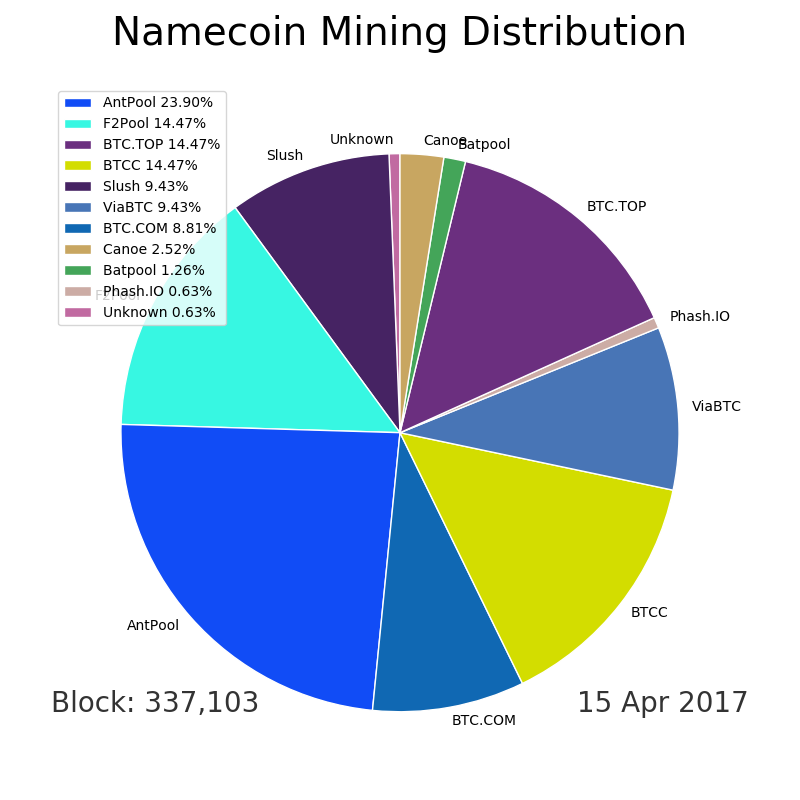 Namecoin Mining Distribution
AntPool 23.90%
F2Pool 14.47%
BTC.TOP 14.47%
BTCC 14.47%
Slush 9.43%
ViaBTC 9.43%
BTC.COM 8.81%
Canoe 2.52%
Batpool 1.26%
Phash.IO 0.63%
Unknown 0.63%
Unknown
Canoe
Batpool
Slush
BTC.TOP
F2Pool
Phash.IO
ViaBTC
BTCC
AntPool
BTC.COM
Block: 337,103
15 Apr 2017